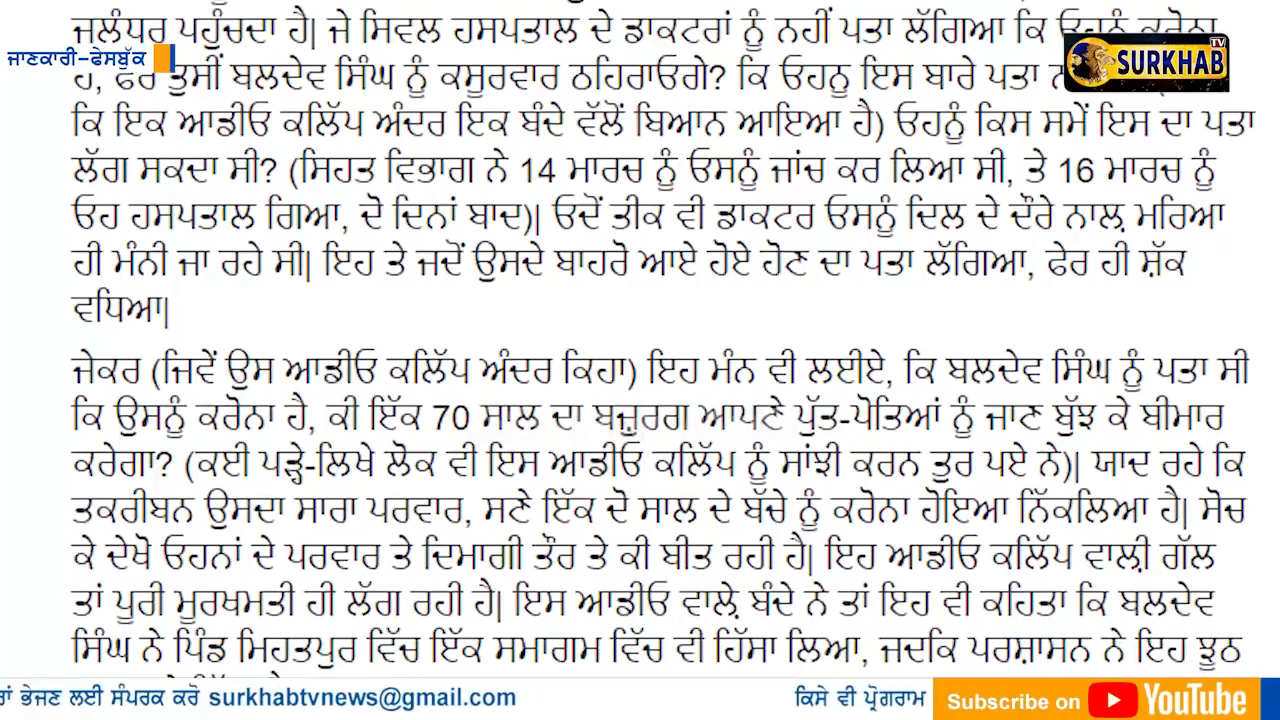 ਜਲੰਧਰ ਪਹੁੰਚਦਾ ਹੈ| ਜੇ ਸਿਵਲ ਹਸਪਤਾਲ ਦੇ ਡਾਕਟਰਾਂ ਨੂੰ ਨਹੀਂ ਪਤਾ ਲੱਗਿਆ ਕਿ ਓਹਨੂੰ ਕਰੋਨਾ
ਜਾਣਕਾਰੀ-ਫੇਸਬੁੱਕ
SURKHAB TV
ਹੈ, ਫੇਰ ਤੁਸੀਂ ਬਲਦੇਵ ਸਿੰਘ ਨੂੰ ਕਸੂਰਵਾਰ ਠਹਿਰਾਓਗੇ? ਕਿ ਓਹਨੁ ਇਸ ਬਾਰੇ ਪਤਾ
ਕਿ ਇਕ ਆਡੀਓ ਕਲਿੱਪ ਅੰਦਰ ਇਕ ਬੰਦੇ ਵੱਲੋਂ ਬਿਆਨ ਆਇਆ ਹੈ) ਓਹਨੂੰ ਕਿਸ ਸਮੇਂ ਇਸ ਦਾ ਪਤਾ
ਲੱਗ ਸਕਦਾ ਸੀ? (ਸਿਹਤ ਵਿਭਾਗ ਨੇ 14 ਮਾਰਚ ਨੂੰ ਓਸਨੂੰ ਜਾਂਚ ਕਰ ਲਿਆ ਸੀ, ਤੇ 16 ਮਾਰਚ ਨੂੰ
ਓਹ ਹਸਪਤਾਲ ਗਿਆ, ਦੋ ਦਿਨਾਂ ਬਾਦ)| ਓਦੋਂ ਤੀਕ ਵੀ ਡਾਕਟਰ ਓਸਨੂੰ ਦਿਲ ਦੇ ਦੌਰੇ ਨਾਲ਼ ਮਰਿਆ
ਹੀ ਮੰਨੀ ਜਾ ਰਹੇ ਸੀ| ਇਹ ਤੇ ਜਦੋਂ ਉਸਦੇ ਬਾਹਰੋ ਆਏ ਹੋਏ ਹੋਣ ਦਾ ਪਤਾ ਲੱਗਿਆ, ਫੇਰ ਹੀ ਸ਼ੱਕ
ਵਧਿਆ|
ਜੇਕਰ (ਜਿਵੇਂ ਉਸ ਆਡੀਓ ਕਲਿੱਪ ਅੰਦਰ ਕਿਹਾ) ਇਹ ਮੰਨ ਵੀ ਲਈਏ, ਕਿ ਬਲਦੇਵ ਸਿੰਘ ਨੂੰ ਪਤਾ ਸੀ
ਕਿ ਉਸਨੂੰ ਕਰੋਨਾ ਹੈ, ਕੀ ਇੱਕ 70 ਸਾਲ ਦਾ ਬਜ਼ੁਰਗ ਆਪਣੇ ਪੁੱਤ-ਪੋਤਿਆਂ ਨੂੰ ਜਾਣ ਬੁੱਝ ਕੇ ਬੀਮਾਰ
ਕਰੇਗਾ? (ਕਈ ਪੜ੍ਹੇ-ਲਿਖੇ ਲੋਕ ਵੀ ਇਸ ਆਡੀਓ ਕਲਿੱਪ ਨੂੰ ਸਾਂਝੀ ਕਰਨ ਤੁਰ ਪਏ ਨੇ)| ਯਾਦ ਰਹੇ ਕਿ
ਤਕਰੀਬਨ ਉਸਦਾ ਸਾਰਾ ਪਰਵਾਰ, ਸਣੇ ਇੱਕ ਦੋ ਸਾਲ ਦੇ ਬੱਚੇ ਨੂੰ ਕਰੋਨਾ ਹੋਇਆ ਨਿੱਕਲਿਆ ਹੈ| ਸੋਚ
ਕੇ ਦੇਖੋ ਓਹਨਾਂ ਦੇ ਪਰਵਾਰ ਤੇ ਦਿਮਾਗੀ ਤੌਰ ਤੇ ਕੀ ਬੀਤ ਰਹੀ ਹੈ| ਇਹ ਆਡੀਓ ਕਲਿੱਪ ਵਾਲ਼ੀ ਗੱਲ
ਤਾਂ ਪੂਰੀ ਮੂਰਖਮਤੀ ਹੀ ਲੱਗ ਰਹੀ ਹੈ| ਇਸ ਆਡੀਓ ਵਾਲ਼ੇ ਬੰਦੇ ਨੇ ਤਾਂ ਇਹ ਵੀ ਕਹਿਤਾ ਕਿ ਬਲਦੇਵ
ਸਿੰਘ ਨੇ ਪਿੰਡ ਮਿਹਤਪੁਰ ਵਿੱਚ ਇੱਕ ਸਮਾਗਮ ਵਿੱਚ ਵੀ ਹਿੱਸਾ ਲਿਆ, ਜਦਕਿ ਪਰਸ਼ਾਸਨ ਨੇ ਇਹ ਝੂਠ
ਭੇਜਣ ਲਈ ਸੰਪਰਕ ਕਰੋ surkhabtvnews@gmail.com ਕਿਸੇ ਵੀ ਪ੍ਰੋਗਰਾਮ
Subscribe on YouTube